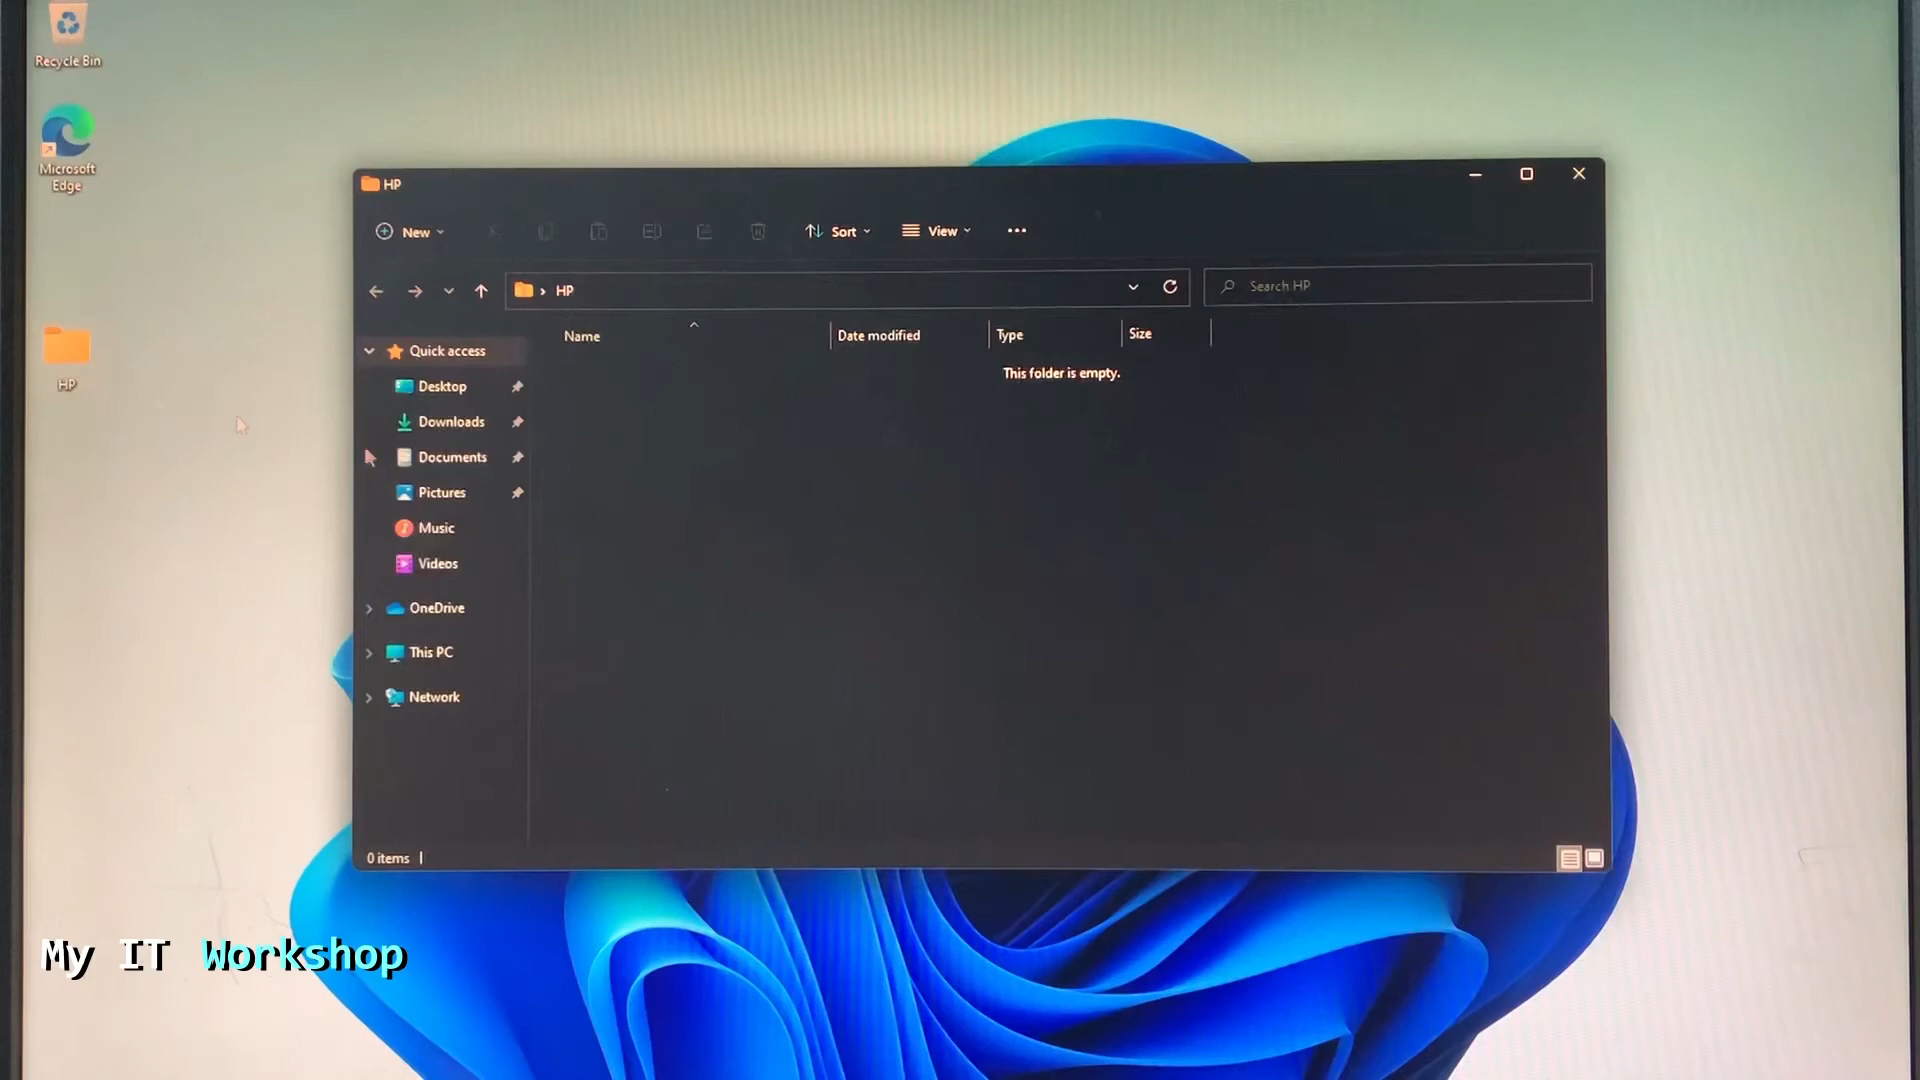 Recycle Bin
Microsoft
Edge
HP
HP
New
Sort
View
HP
Search HP
Name
Date modified
Type
Size
This folder is empty.
Quick access
Desktop
Downloads
Documents
Pictures
Music
Videos
OneDrive
This PC
Network
0 items
My IT Workshop